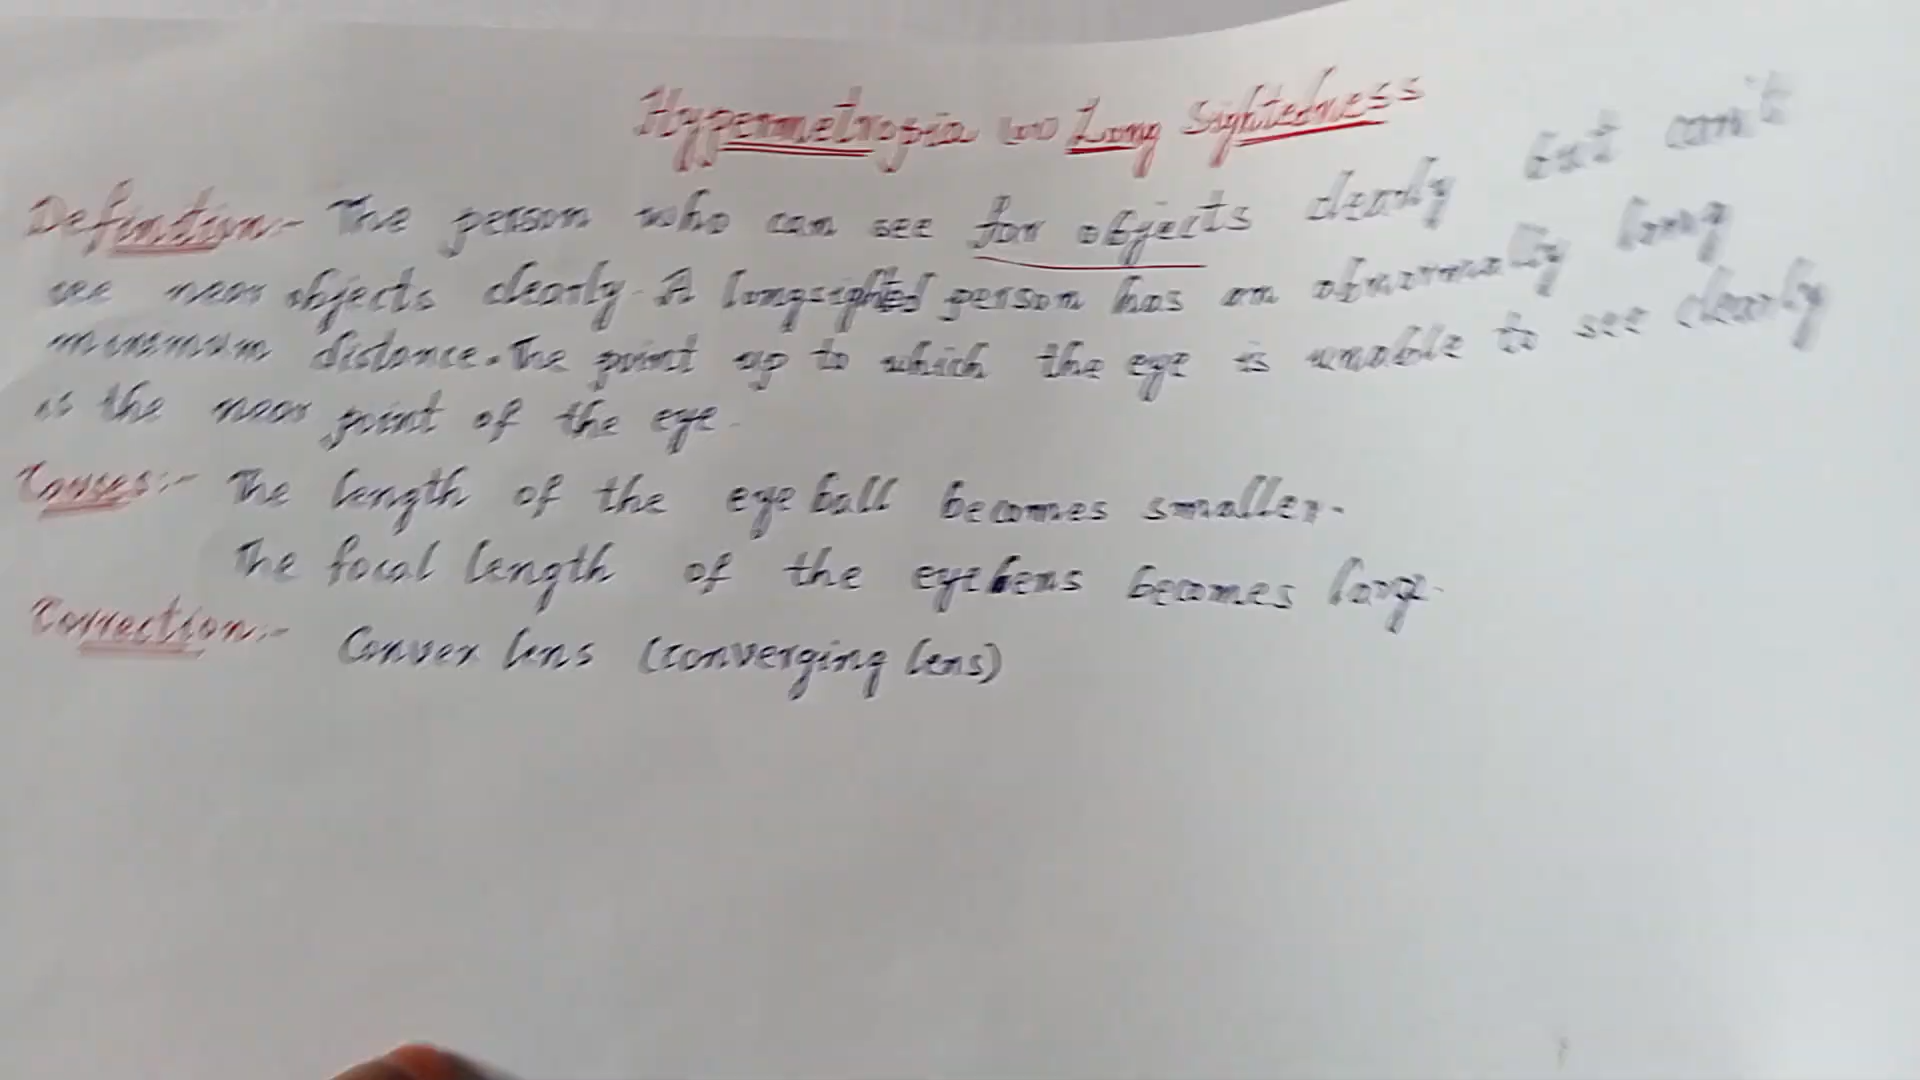 Hypermetropia (or) Long Sightedness
Defintion:- The person who can see far objects clearly but can't
see near objects clearly. A longsighted person has an abnormally long
minimum distance. The point up to which the eye is unable to see clearly
is the near point of the eye.
Causes:- The length of the eye ball becomes smaller.
The focal length of the eye lens becomes large.
Correction:- Convex lens (converging lens)